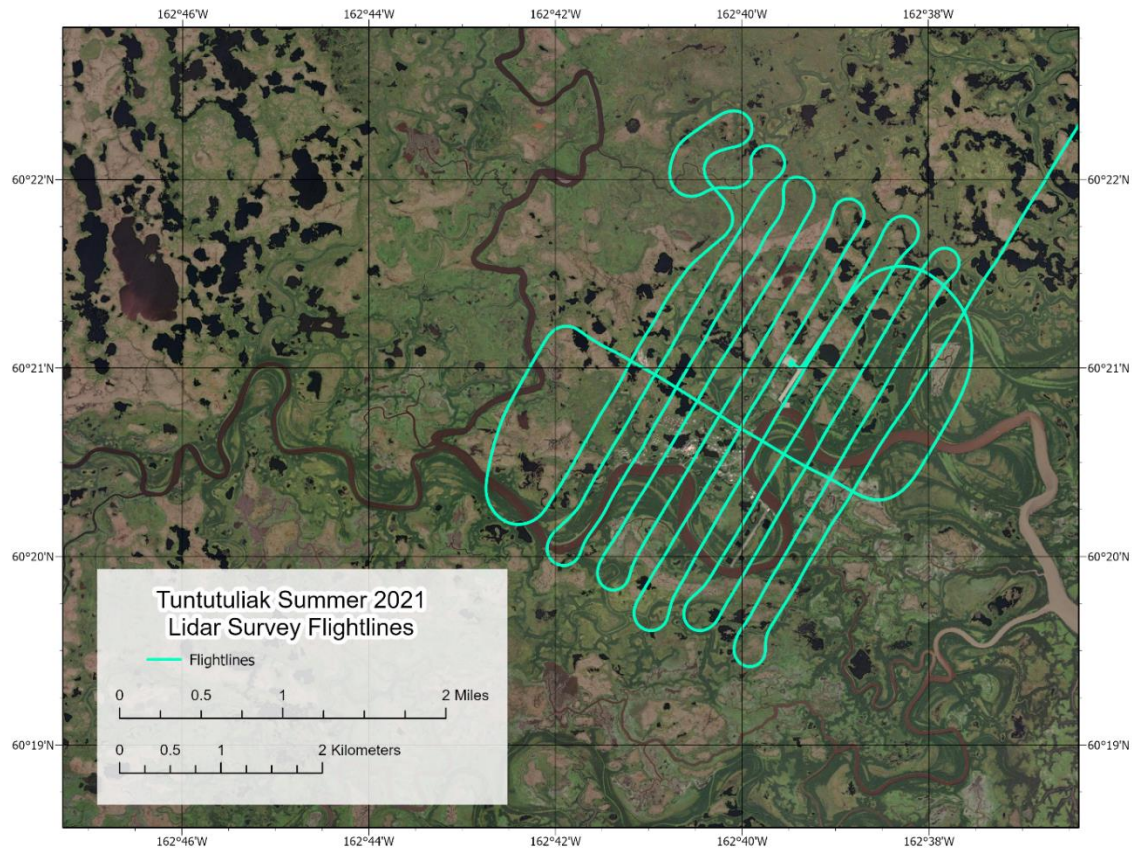 162°46'W 162°44'W 162°42'W 162°40'W 162°38'W
60°22'N 60°22'N
60°21'N 60°21'N
60°20'N 60°20'N
Tuntutuliak Summer 2021
Lidar Survey Flightlines
Flightlines
0 0.5 1 2 Miles
0 0.5 1 2 Kilometers
60°19'N 60°19'N
162°46'W 162°44'W 162°42'W 162°40'W 162°38'W